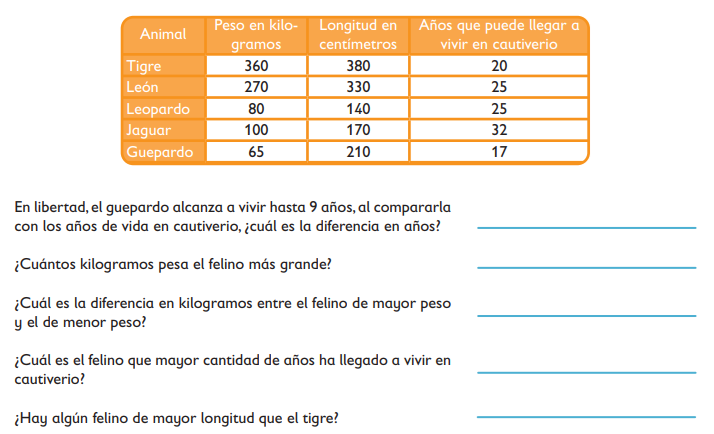 Animal Peso en kilo- Longitud en Años que puede llegar a
gramos centímetros vivir en cautiverio
Tigre 360 380 20
León 270 330 25
Leopardo 80 140 25
Jaguar 100 170 32
Guepardo 65 210 17
En libertad, el guepardo alcanza a vivir hasta 9 años, al compararla
con los años de vida en cautiverio, ¿cuál es la diferencia en años?
¿Cuántos kilogramos pesa el felino más grande?
¿Cuál es la diferencia en kilogramos entre el felino de mayor peso
y el de menor peso?
¿Cuál es el felino que mayor cantidad de años ha llegado a vivir en
cautiverio?
¿Hay algún felino de mayor longitud que el tigre?